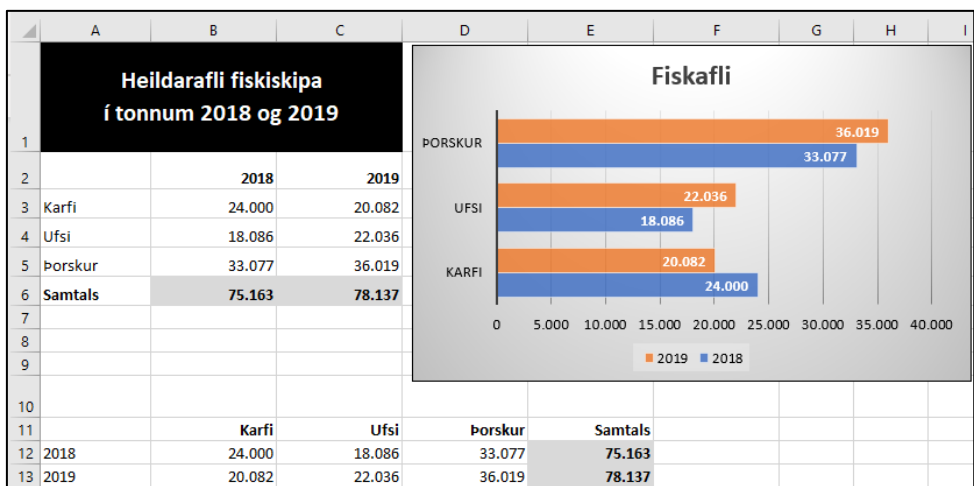 A B C D E F G H I
1 Heildarafli fiskiskipa
í tonnum 2018 og 2019
2 2018 2019
3 Karfi 24.000 20.082
4 Ufsi 18.086 22.036
5 Þorskur 33.077 36.019
6 Samtals 75.163 78.137
7
8
9
10
11 Karfi Ufsi Þorskur Samtals
12 2018 24.000 18.086 33.077 75.163
13 2019 20.082 22.036 36.019 78.137
Fiskafli
ÞORSKUR 36.019
33.077
UFSI 22.036
18.086
KARFI 20.082
24.000
0 5.000 10.000 15.000 20.000 25.000 30.000 35.000 40.000
2019 2018